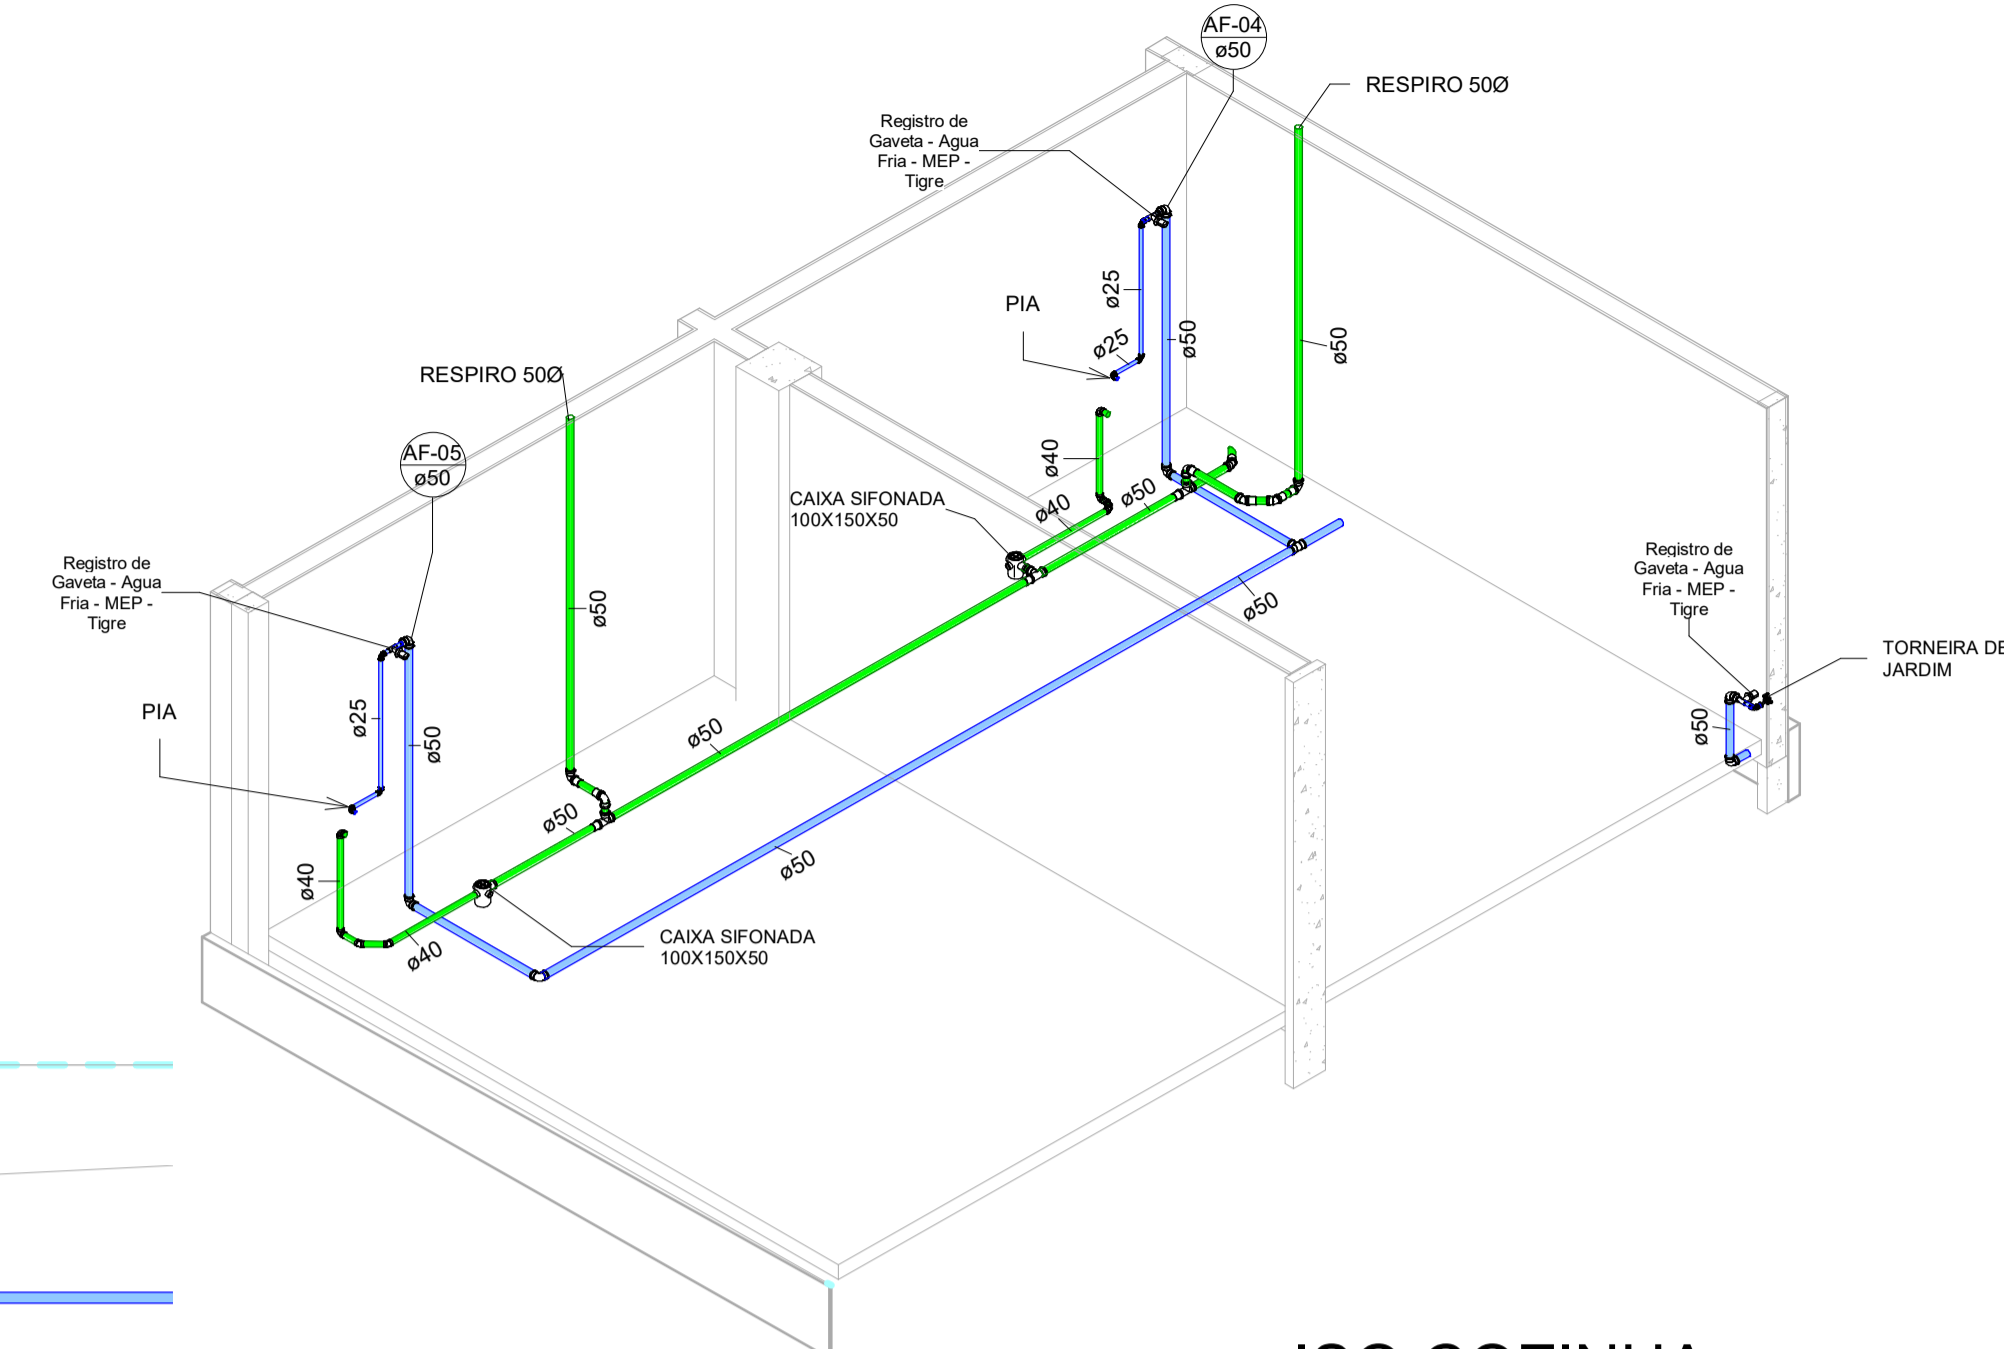 AF-04
ø50
RESPIRO 50Ø
Registro de
Gaveta - Agua
Fria - MEP -
Tigre
ø25
PIA
ø25
ø50
ø50
RESPIRO 50Ø
AF-05
ø50
ø40
CAIXA SIFONADA
100X150X50
ø40
ø50
Registro de
Gaveta - Agua
Fria - MEP -
Tigre
ø50
ø50
Registro de
Gaveta - Agua
Fria - MEP -
Tigre
TORNEIRA DE
JARDIM
PIA
ø25
ø50
ø50
ø50
ø50
ø50
ø40
ø40
CAIXA SIFONADA
100X150X50
ISO COZINHA